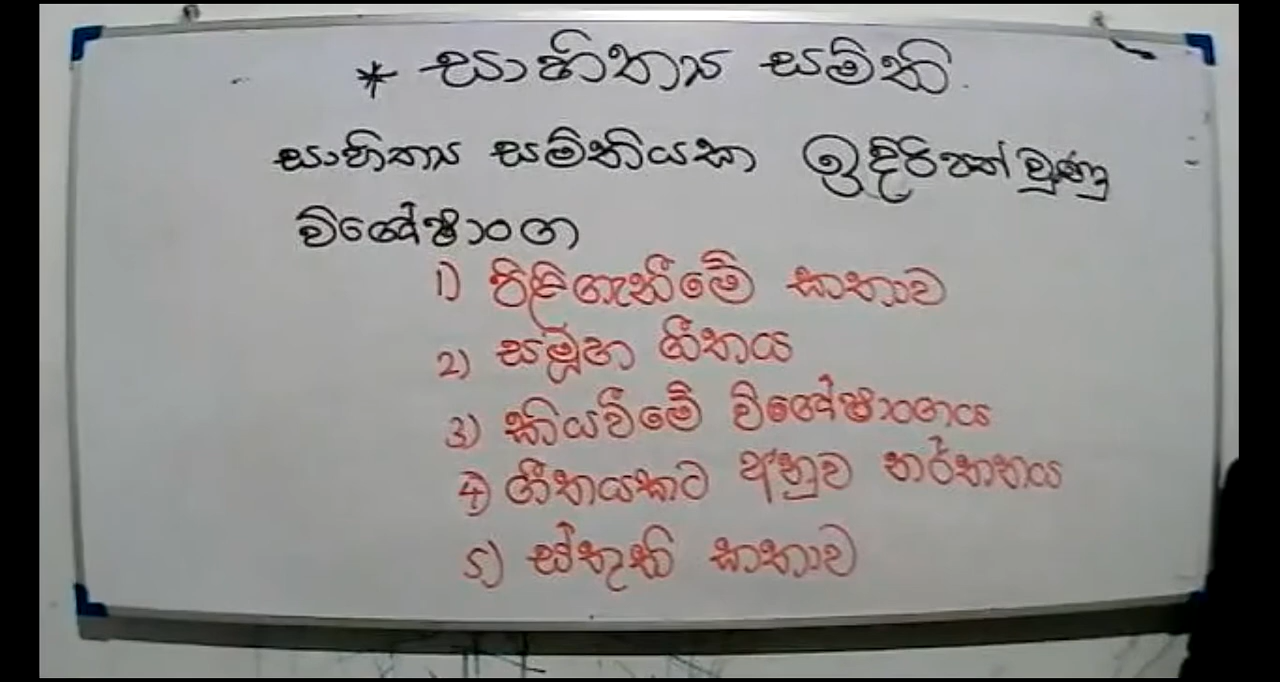 * සාහිත්‍ය සමිති.
සාහිත්‍ය සමිතියක ඉදිරිපත් වුණු
විශේෂාංග
1) පිළිගැනීමේ කතාව
2) සමූහ ගීතය
3) කියවීමේ විශේෂාංගය
4) ගීතයකට අනුව නර්තනය
5) ස්තුති කතාව